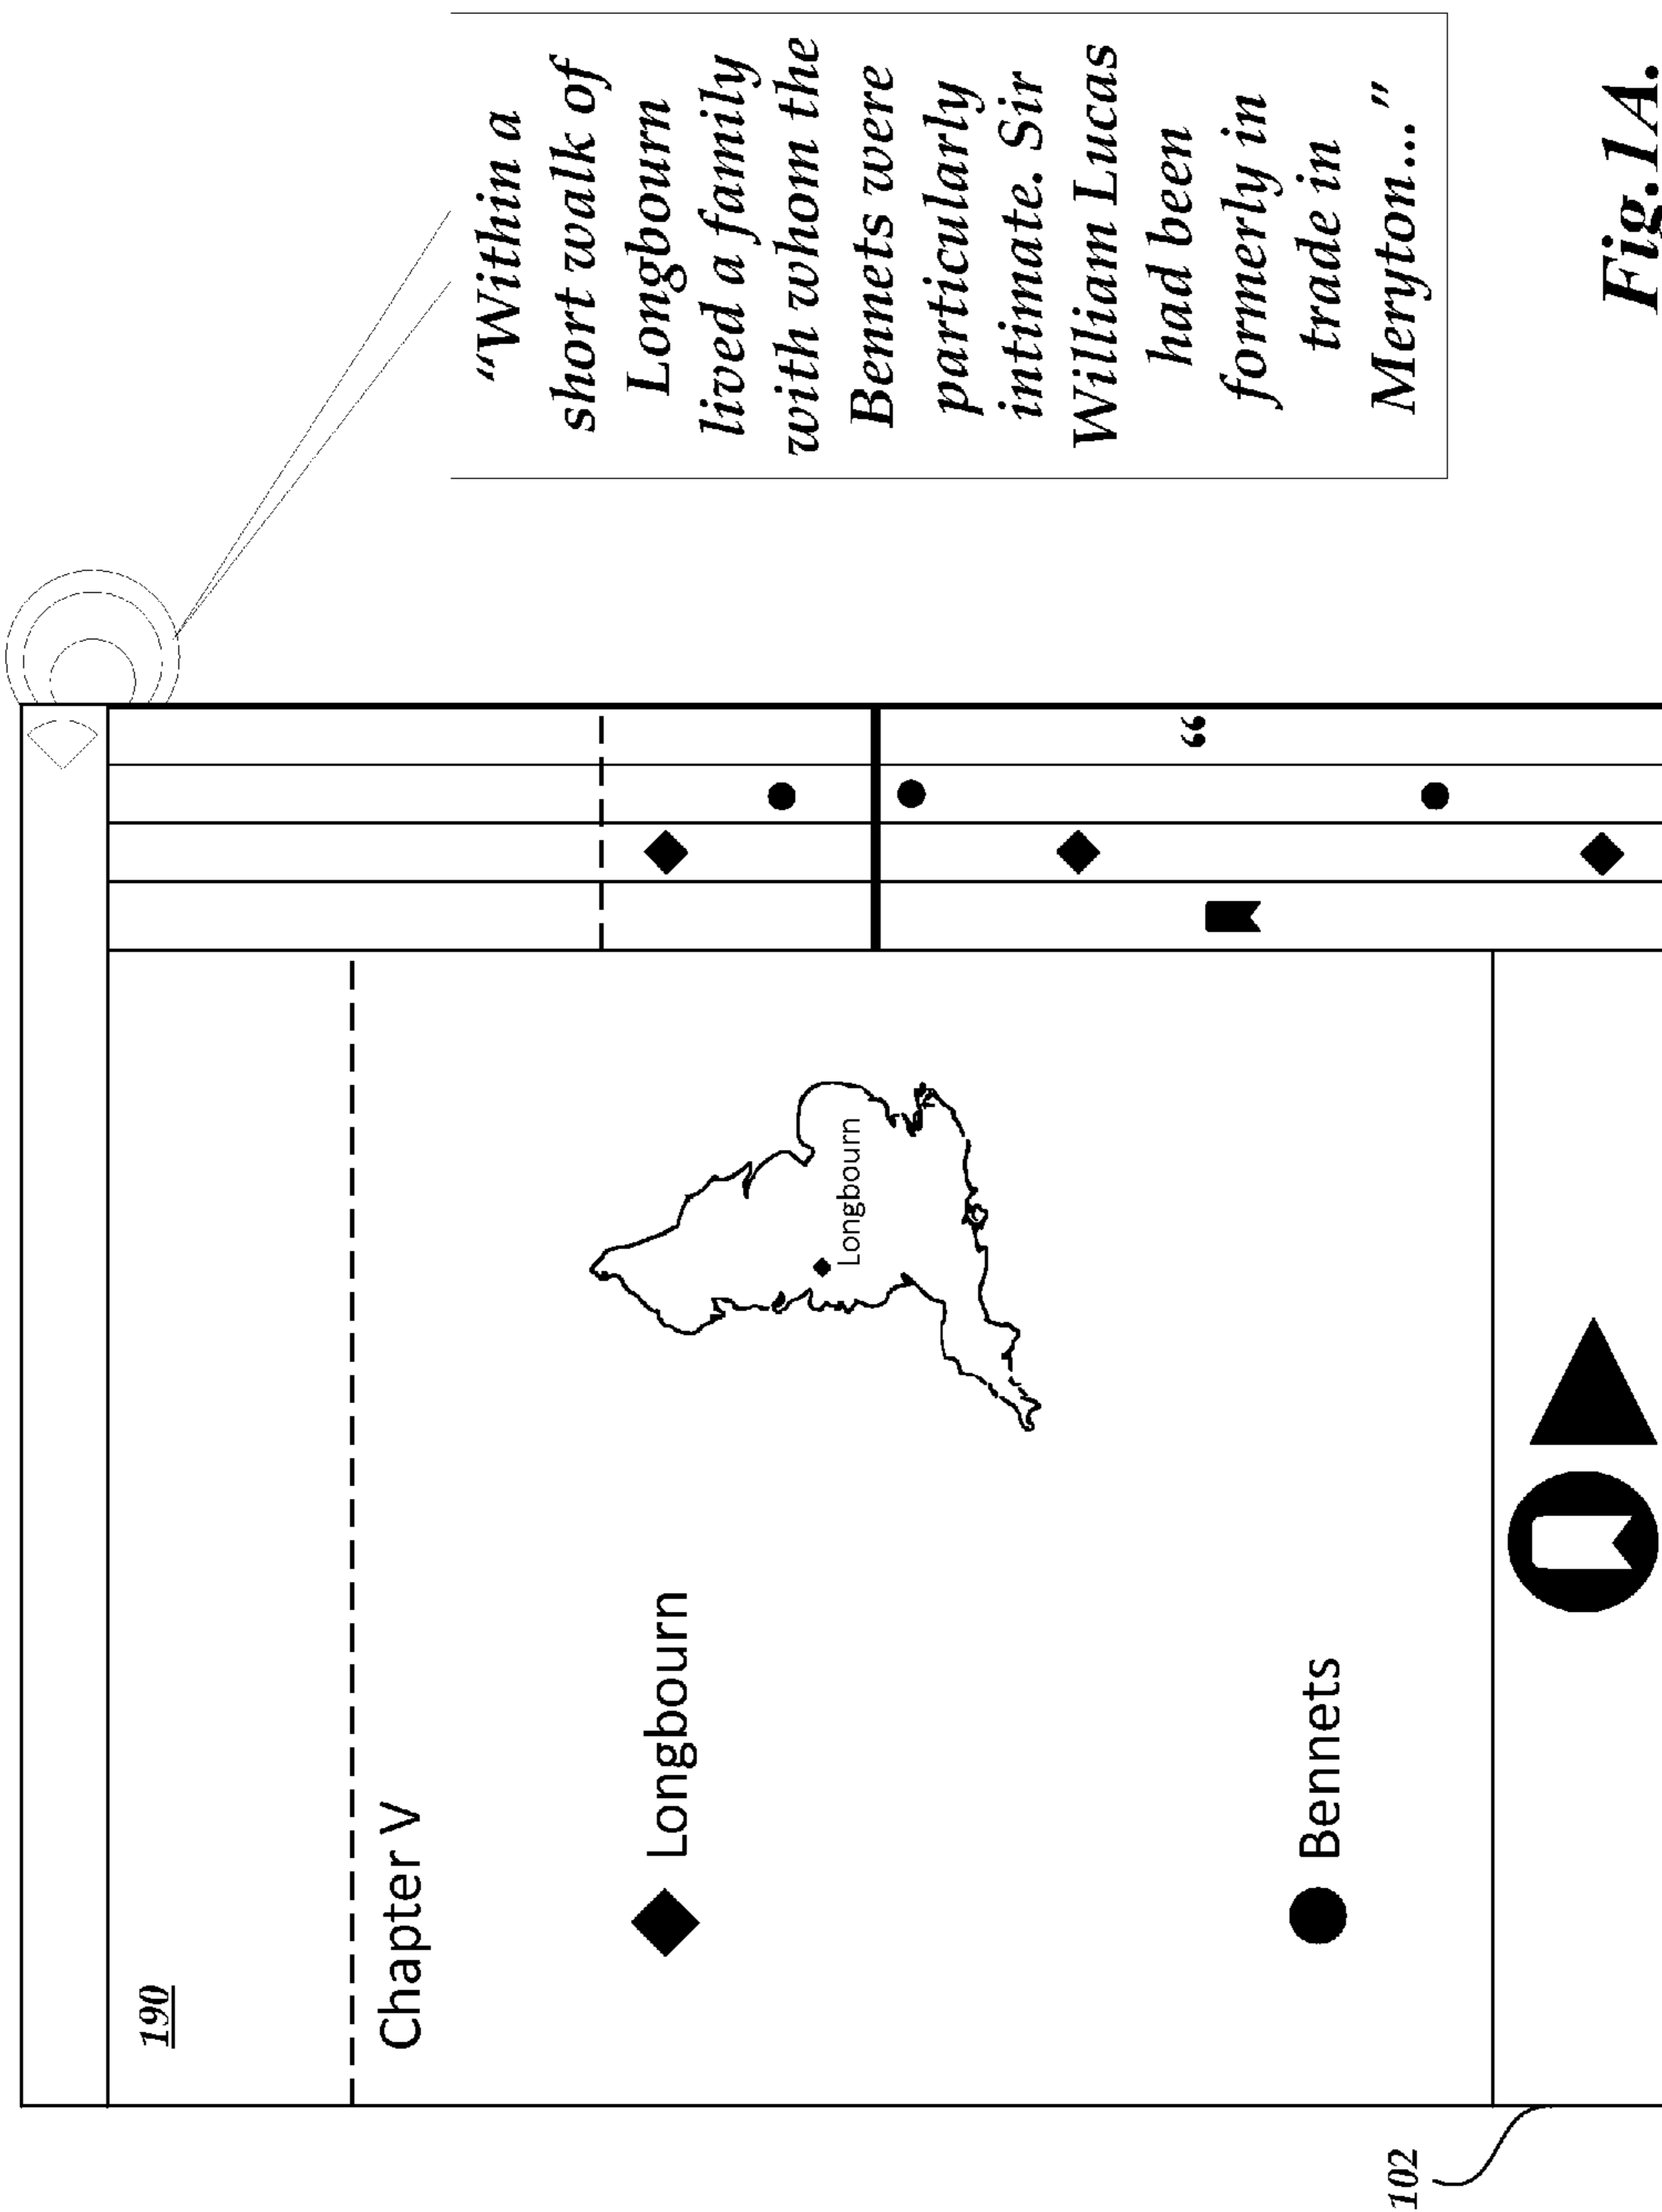 190
Chapter V
Longbourn
Longbourn
Bennets
102
“Within a
short walk of
Longbourn
lived a family
with whom the
Bennets were
particularly
intimate. Sir
William Lucas
had been
formerly in
trade in
Meryton...”
“
Fig.1A.